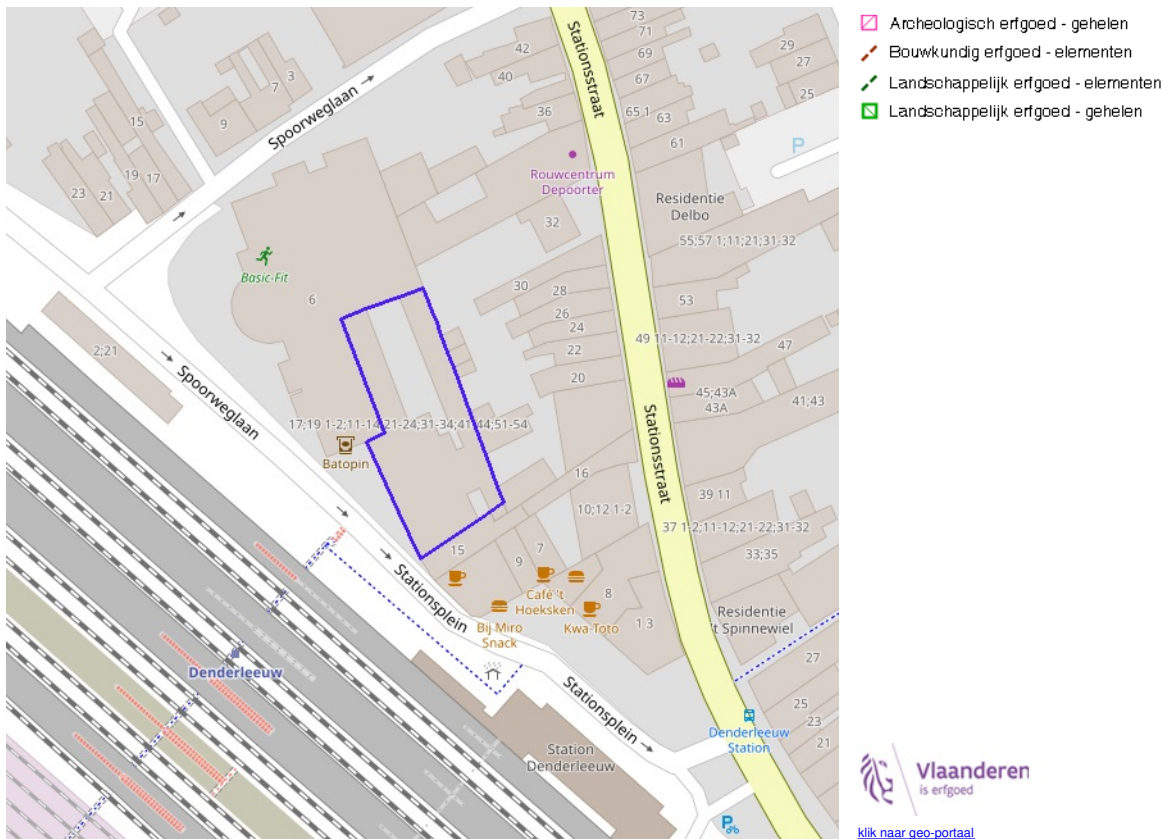 Archeologisch erfgoed - gehelen
Bouwkundig erfgoed - elementen
Landschappelijk erfgoed - elementen
Landschappelijk erfgoed - gehelen
73
71
69
67
65 1
63
61
42
40
36
Stationsstraat
29
27
25
P
3
7
9
15
19
17
21
23
Spoorweglaan
Rouwcentrum
Depoorter
32
Residentie
Delbo
55;57 1;11;21;31-32
Basic-Fit
6
30
28
26
24
22
20
53
49 11-12;21-22;31-32
47
45;43A
43A
41;43
2;21
Spoorweglaan
17;19 1-2;11-14;21-24;31-34;41-44;51-54
Batopin
Stationsstraat
16
10;12 1-2
39 11
37 1-2;11-12;21-22;31-32
33;35
15
9
7
8
1 3
Café 't
Hoeksken
Bij Miro
Snack
Kwa-Toto
Residentie
't Spinnewiel
Stationsplein
Denderleeuw
Stationsplein
27
25
23
21
Denderleeuw
Station
Station
Denderleeuw
Vlaanderen
is erfgoed
klik naar geo-portaal